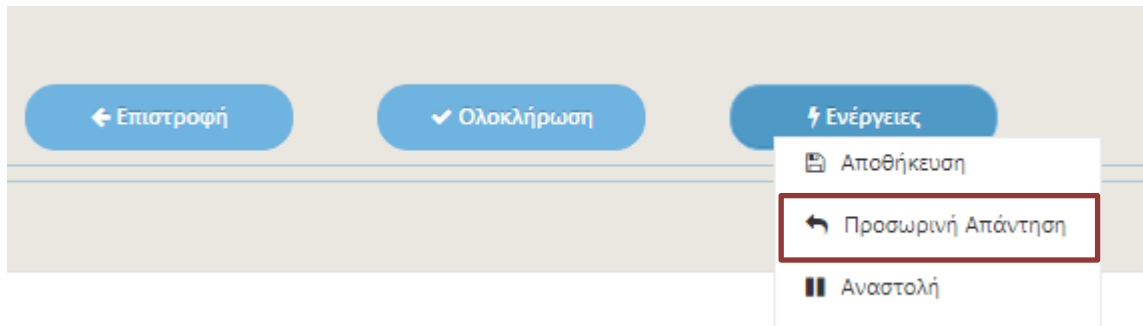 Επιστροφή
Ολοκλήρωση
Ενέργειες
Αποθήκευση
Προσωρινή Απάντηση
Αναστολή